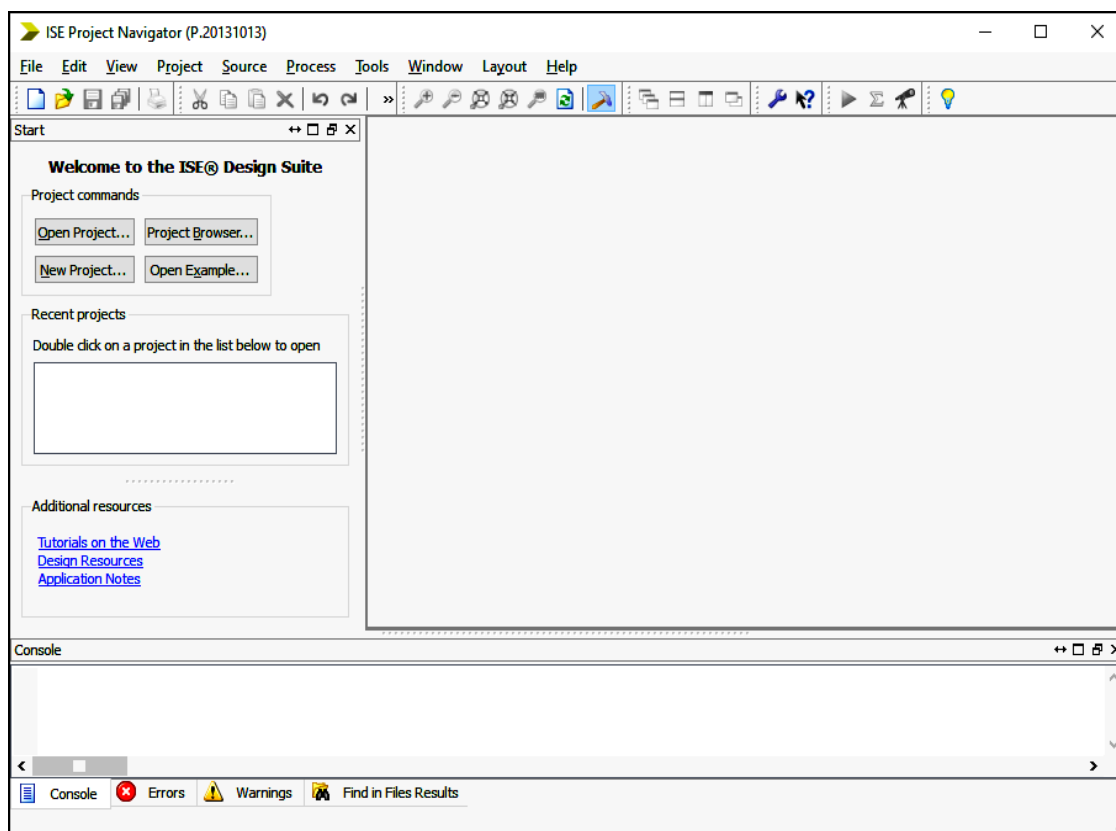 ISE Project Navigator (P.20131013)
File Edit View Project Source Process Tools Window Layout Help
Start
Welcome to the ISE® Design Suite
Project commands
Open Project... Project Browser...
New Project... Open Example...
Recent projects
Double click on a project in the list below to open
Additional resources
Tutorials on the Web
Design Resources
Application Notes
Console
Console Errors Warnings Find in Files Results